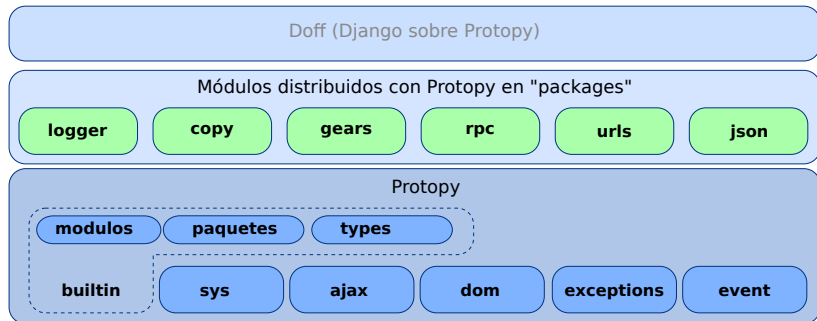 Doff (Django sobre Protopy)
Módulos distribuidos con Protopy en "packages"
logger copy gears rpc urls json
Protopy
modulos paquetes types
builtin sys ajax dom exceptions event